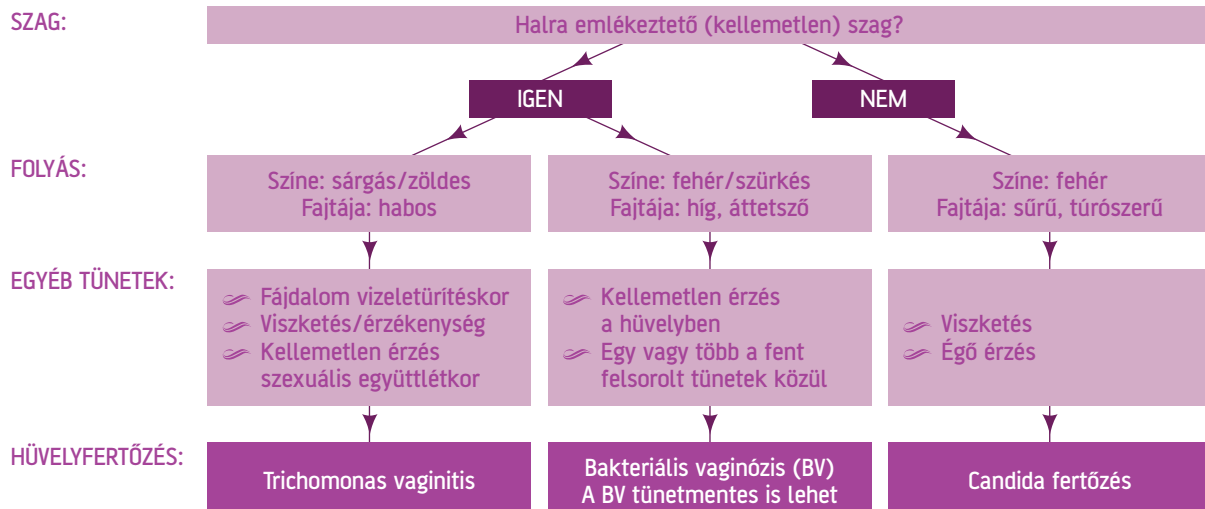 SZAG:
Halra emlékeztető (kellemetlen) szag?
IGEN
NEM
FOLYÁS:
Színe: sárgás/zöldes
Fajtája: habos
Színe: fehér/szürkés
Fajtája: híg, áttetsző
Színe: fehér
Fajtája: sűrű, túrószerű
EGYÉB TÜNETEK:
Fájdalom vizeletürítéskor
Viszketés/érzékenység
Kellemetlen érzés
szexuális együttlétkor
Kellemetlen érzés
a hüvelyben
Egy vagy több a fent
felsorolt tünetek közül
Viszketés
Égő érzés
HÜVELYFERTŐZÉS:
Trichomonas vaginitis
Bakteriális vaginózis (BV)
A BV tünetmentes is lehet
Candida fertőzés